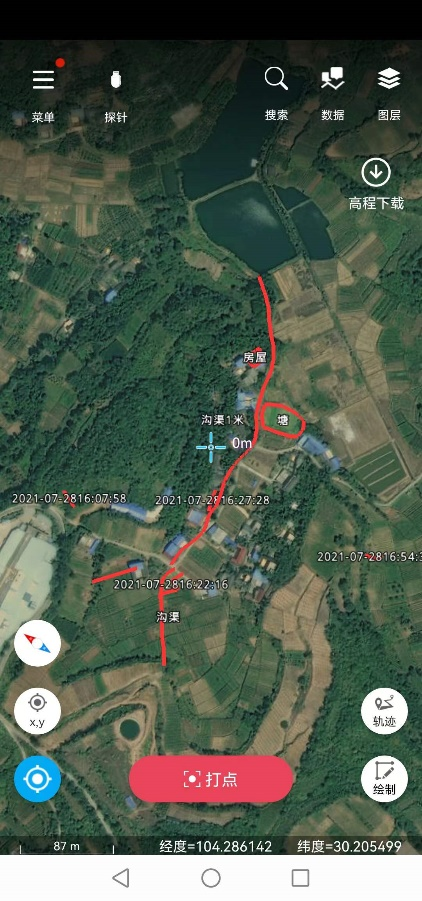 菜单
探针
搜索
数据
图层
高程下载
房屋
沟渠1米
塘
0m
2021-07-2816:07:58
2021-07-2816:27:28
2021-07-2816:54:3
2021-07-2816:22:16
沟渠
x,y
轨迹
打点
绘制
87 m
经度=104.286142
纬度=30.205499